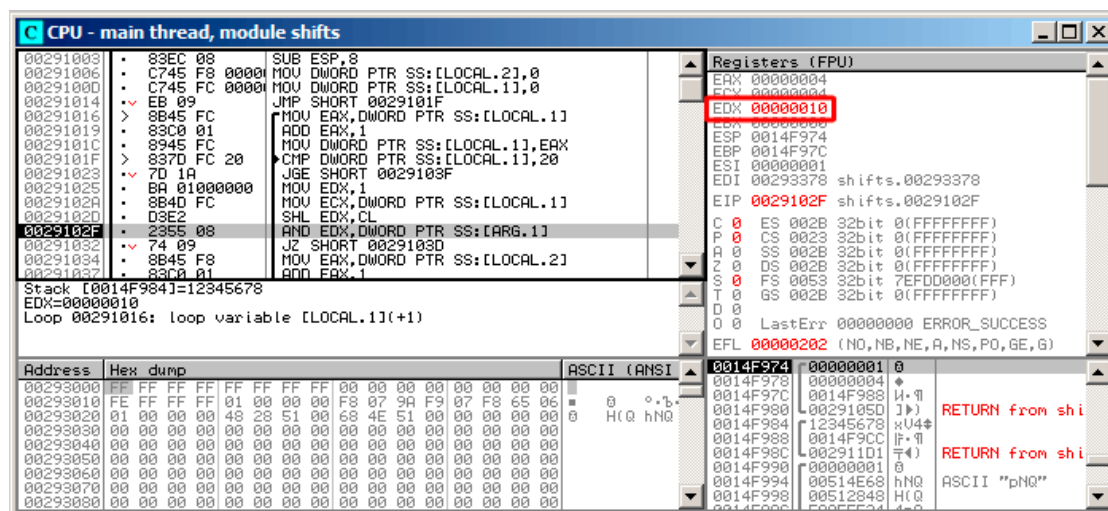 CPU - main thread, module shifts
00291003 · 83EC 08 SUB ESP,8
00291006 · C745 F8 0000 MOV DWORD PTR SS:[LOCAL.2],0
0029100D · C745 FC 0000 MOV DWORD PTR SS:[LOCAL.1],0
00291014 ·v EB 09 JMP SHORT 0029101F
00291016 > 8B45 FC MOV EAX,DWORD PTR SS:[LOCAL.1]
00291019 · 83C0 01 ADD EAX,1
0029101C · 8945 FC MOV DWORD PTR SS:[LOCAL.1],EAX
0029101F > 837D FC 20 CMP DWORD PTR SS:[LOCAL.1],20
00291023 ·v 7D 1A JGE SHORT 0029103F
00291025 · BA 01000000 MOV EDX,1
0029102A · 8B4D FC MOV ECX,DWORD PTR SS:[LOCAL.1]
0029102D · D3E2 SHL EDX,CL
0029102F · 2355 08 AND EDX,DWORD PTR SS:[ARG.1]
00291032 ·v 74 09 JZ SHORT 0029103D
00291034 · 8B45 F8 MOV EAX,DWORD PTR SS:[LOCAL.2]
00291037 · 83C0 01 ADD EAX,1
Stack [0014F984]=12345678
EDX=00000010
Loop 00291016: loop variable [LOCAL.1](+1)
Registers (FPU)
EAX 00000004
ECX 00000004
EDX 00000010
EBX 00000000
ESP 0014F974
EBP 0014F97C
ESI 00000001
EDI 00293378 shifts.00293378
EIP 0029102F shifts.0029102F
C 0 ES 002B 32bit 0(FFFFFFFF)
P 0 CS 0023 32bit 0(FFFFFFFF)
A 0 SS 002B 32bit 0(FFFFFFFF)
Z 0 DS 002B 32bit 0(FFFFFFFF)
S 0 FS 0053 32bit 7EFDD000(FFF)
T 0 GS 002B 32bit 0(FFFFFFFF)
D 0
O 0 LastErr 00000000 ERROR_SUCCESS
EFL 00000202 (NO,NB,NE,A,NS,PO,GE,G)
Address Hex dump ASCII (ANSI
00293000 FF FF FF FF FF FF FF FF 00 00 00 00 00 00 00 00
00293010 FE FF FF FF 01 00 00 00 F8 07 9A F9 07 F8 65 06
00293020 01 00 00 00 48 28 51 00 68 4E 51 00 00 00 00 00 H(Q hNQ
00293030 00 00 00 00 00 00 00 00 00 00 00 00 00 00 00 00
00293040 00 00 00 00 00 00 00 00 00 00 00 00 00 00 00 00
00293050 00 00 00 00 00 00 00 00 00 00 00 00 00 00 00 00
00293060 00 00 00 00 00 00 00 00 00 00 00 00 00 00 00 00
00293070 00 00 00 00 00 00 00 00 00 00 00 00 00 00 00 00
00293080 00 00 00 00 00 00 00 00 00 00 00 00 00 00 00 00
0014F974 00000001
0014F978 00000004 ♦
0014F97C 0014F988 И·¶
0014F980 0029105D ]►) RETURN from shi
0014F984 12345678 xV4‡
0014F988 0014F9CC ╠·¶
0014F98C 002911D1 ╤◄) RETURN from shi
0014F990 00000001
0014F994 00514E68 hNQ ASCII "pNQ"
0014F998 00512848 H(Q